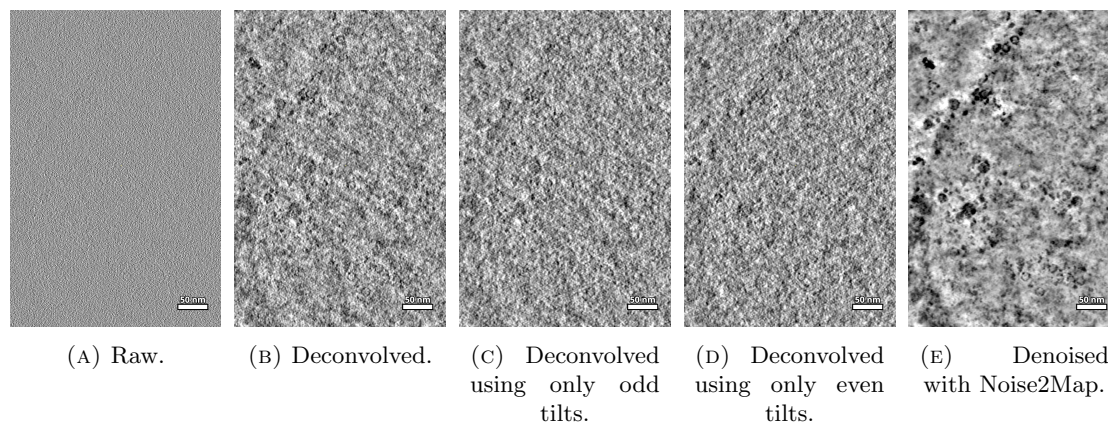 50 nm
50 nm
50 nm
50 nm
50 nm
(A) Raw.
(B) Deconvolved.
(C) Deconvolved
using only odd
tilts.
(D) Deconvolved
using only even
tilts.
(E) Denoised
with Noise2Map.